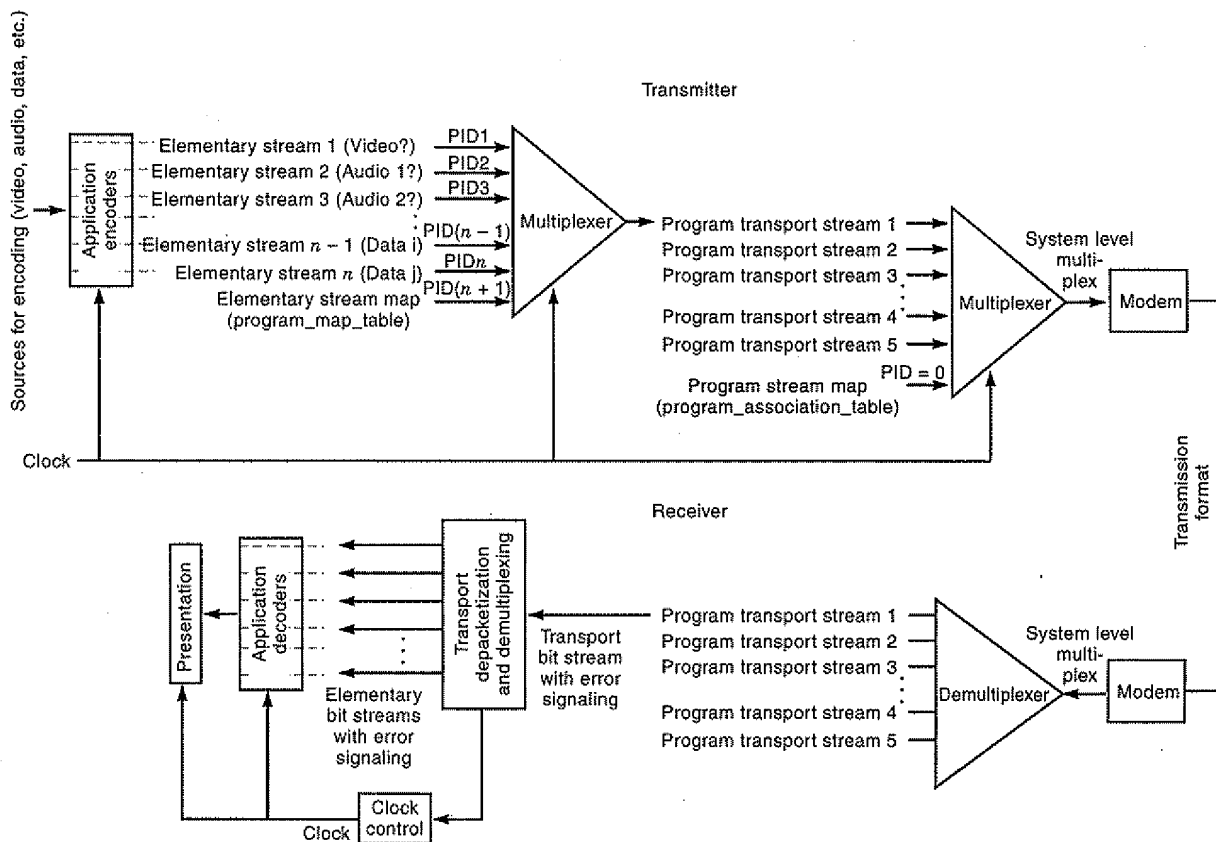 Sources for encoding (video, audio, data, etc.)
Transmitter
Application
encoders
Elementary stream 1 (Video?)
Elementary stream 2 (Audio 1?)
Elementary stream 3 (Audio 2?)
Elementary stream n − 1 (Data i)
Elementary stream n (Data j)
Elementary stream map
(program_map_table)
PID1
PID2
PID3
PID(n − 1)
PIDn
PID(n + 1)
Multiplexer
Program transport stream 1
Program transport stream 2
Program transport stream 3
Program transport stream 4
Program transport stream 5
PID = 0
Program stream map
(program_association_table)
Multiplexer
System level
multi-
plex
Modem
Clock
Transmission
format
Receiver
Presentation
Application
decoders
Elementary
bit streams
with error
signaling
Transport
depacketization
and demultiplexing
Transport
bit stream
with error
signaling
Program transport stream 1
Program transport stream 2
Program transport stream 3
Program transport stream 4
Program transport stream 5
Demultiplexer
System level
multi-
plex
Modem
Clock
control
Clock